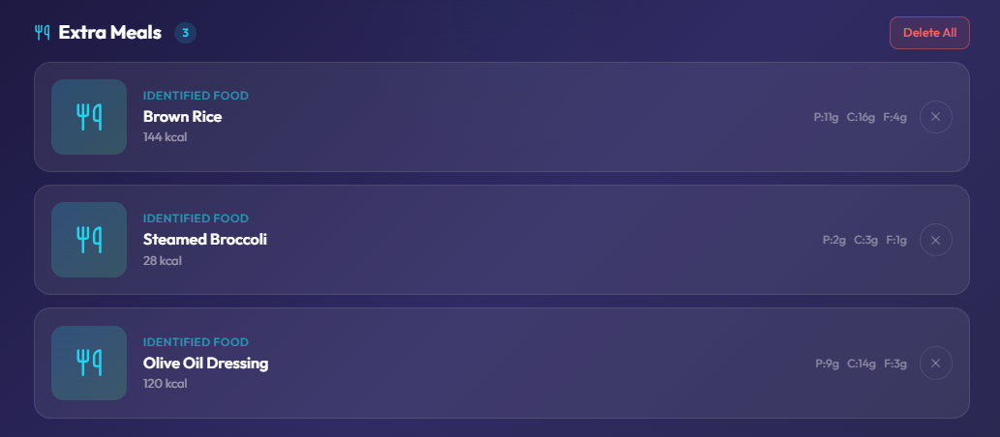 Extra Meals 3 Delete All
IDENTIFIED FOOD
Brown Rice
144 kcal
P:11g C:16g F:4g
IDENTIFIED FOOD
Steamed Broccoli
28 kcal
P:2g C:3g F:1g
IDENTIFIED FOOD
Olive Oil Dressing
120 kcal
P:9g C:14g F:3g